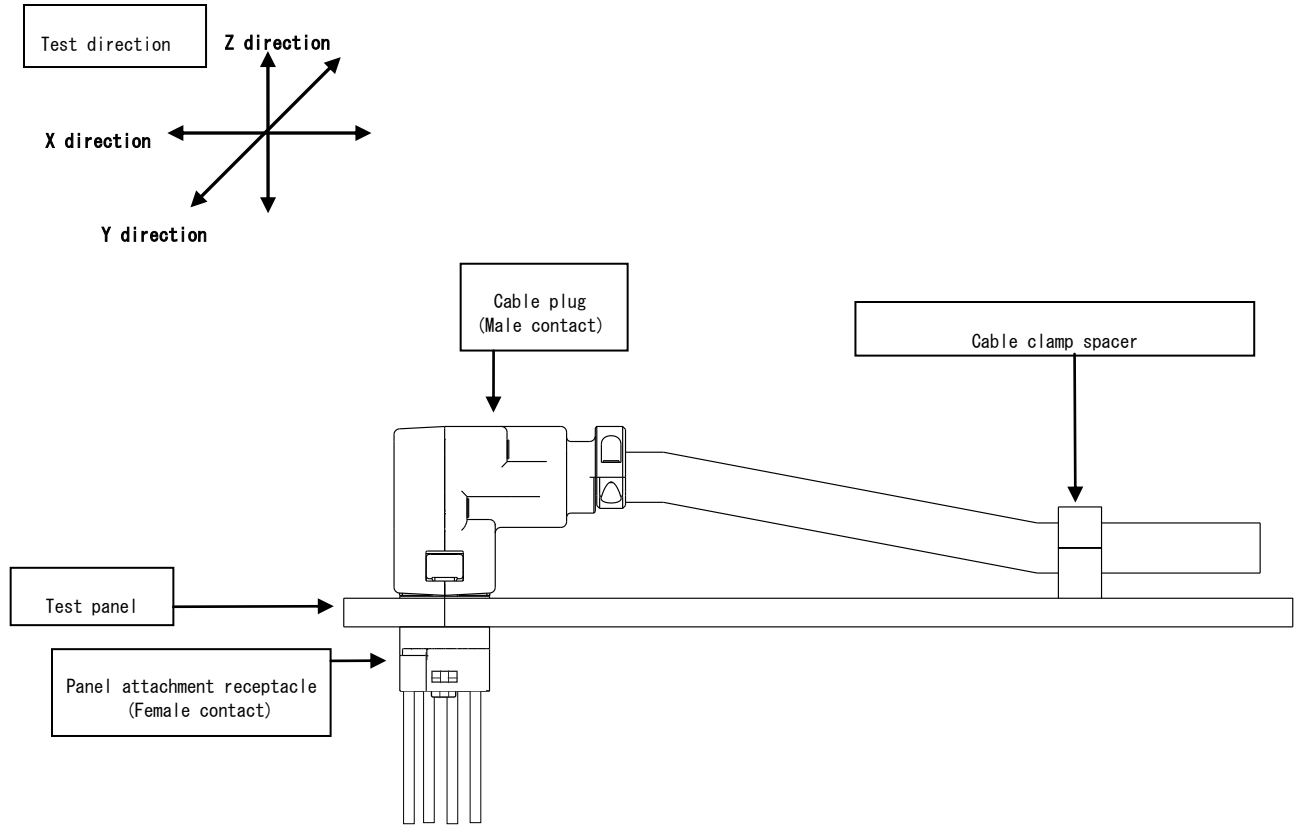 Test direction
Z direction
X direction
Y direction
Cable plug
(Male contact)
Cable clamp spacer
Test panel
Panel attachment receptacle
(Female contact)